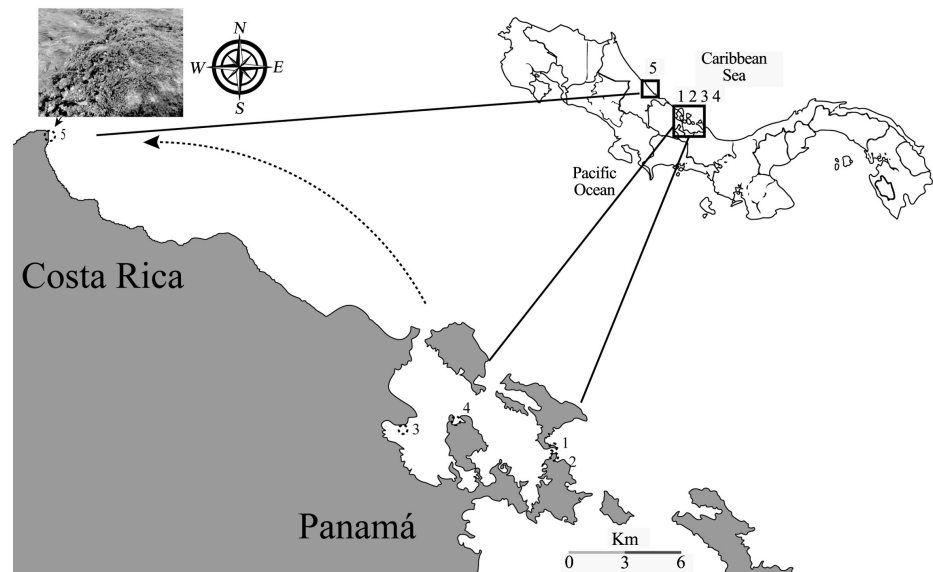 N
W E
S
5
Caribbean
Sea
1 2 3 4
Pacific
Ocean
5
Costa Rica
4
3
1
2
Panamá
Km
0 3 6